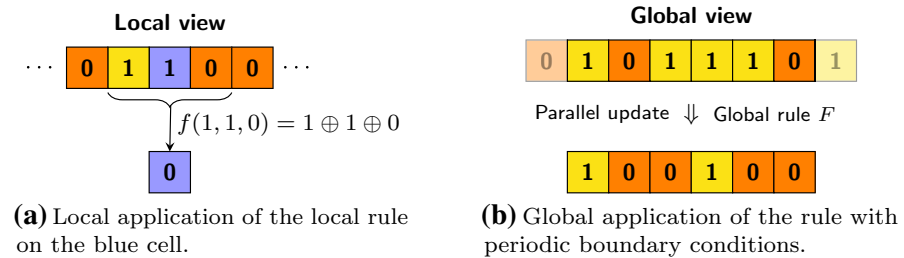 Local view
··· 0 1 1 0 0 ···
f(1, 1, 0) = 1 ⊕ 1 ⊕ 0
0
(a) Local application of the local rule
on the blue cell.
Global view
0 1 0 1 1 1 0 1
Parallel update ⇓ Global rule F
1 0 0 1 0 0
(b) Global application of the rule with
periodic boundary conditions.